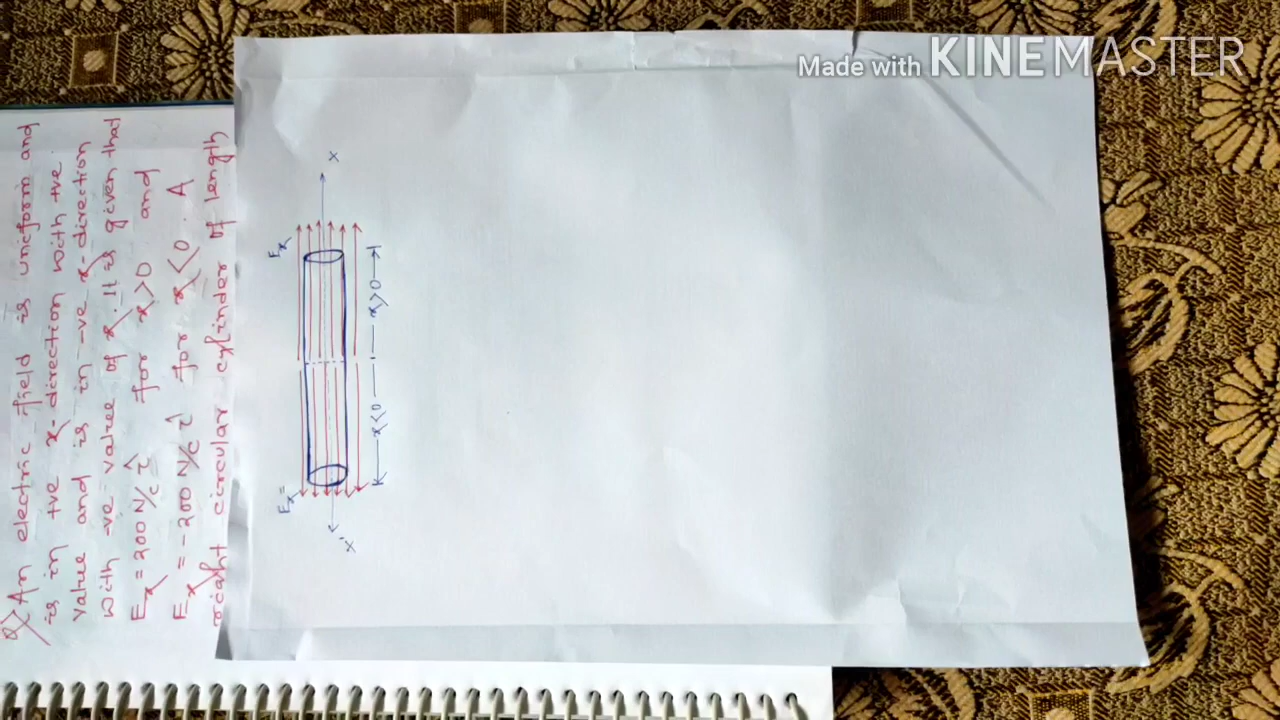 Q> An electric field is uniform and
is in +ve x-direction with +ve
value and is in -ve x-direction
with -ve value of x. It is given that
Ex = 200 N/C î for x>0 and
Ex = -200 N/C î for x<0. A
right circular cylinder of length
Ex= Ex
x' x
x<0 x>0
Made with KINEMASTER